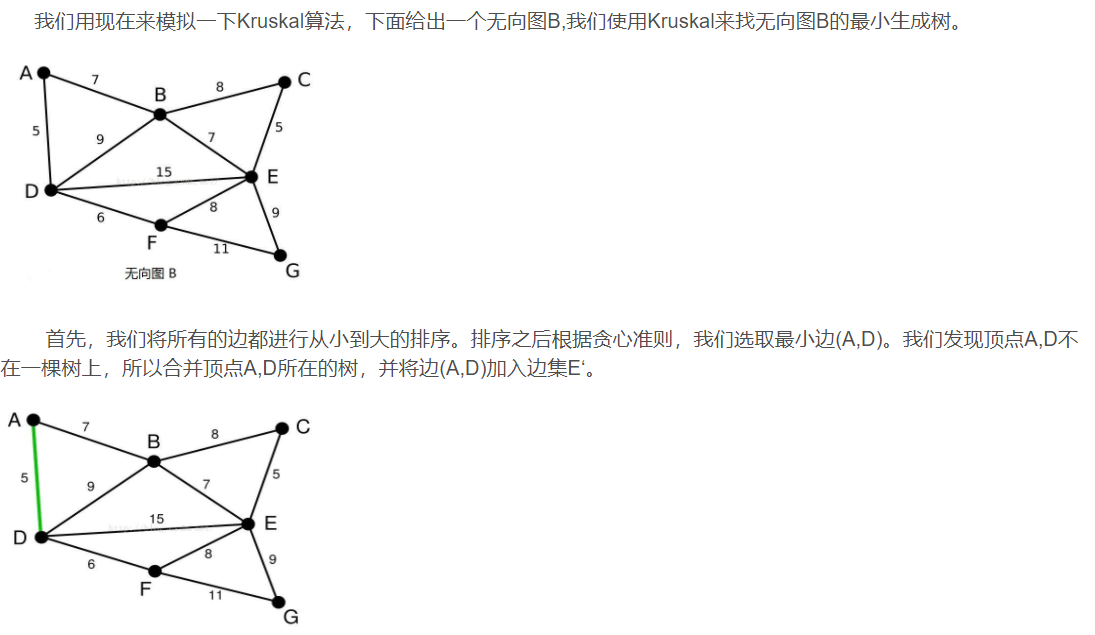 我们用现在来模拟一下Kruskal算法，下面给出一个无向图B,我们使用Kruskal来找无向图B的最小生成树。
A 7 B 8 C
5 9 7 5
D 15 E
6 F 8 9
11 G
无向图 B
首先，我们将所有的边都进行从小到大的排序。排序之后根据贪心准则，我们选取最小边(A,D)。我们发现顶点A,D不
在一棵树上，所以合并顶点A,D所在的树，并将边(A,D)加入边集E‘。
A 7 B 8 C
5 9 7 5
D 15 E
6 F 8 9
11 G